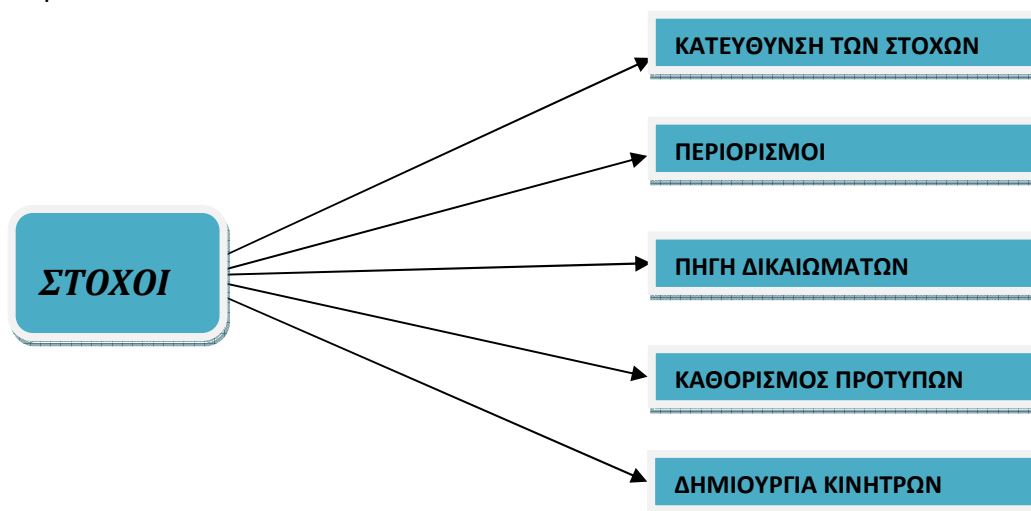 ΚΑΤΕΥΘΥΝΣΗ ΤΩΝ ΣΤΟΧΩΝ
ΠΕΡΙΟΡΙΣΜΟΙ
ΣΤΟΧΟΙ
ΠΗΓΗ ΔΙΚΑΙΩΜΑΤΩΝ
ΚΑΘΟΡΙΣΜΟΣ ΠΡΟΤΥΠΩΝ
ΔΗΜΙΟΥΡΓΙΑ ΚΙΝΗΤΡΩΝ